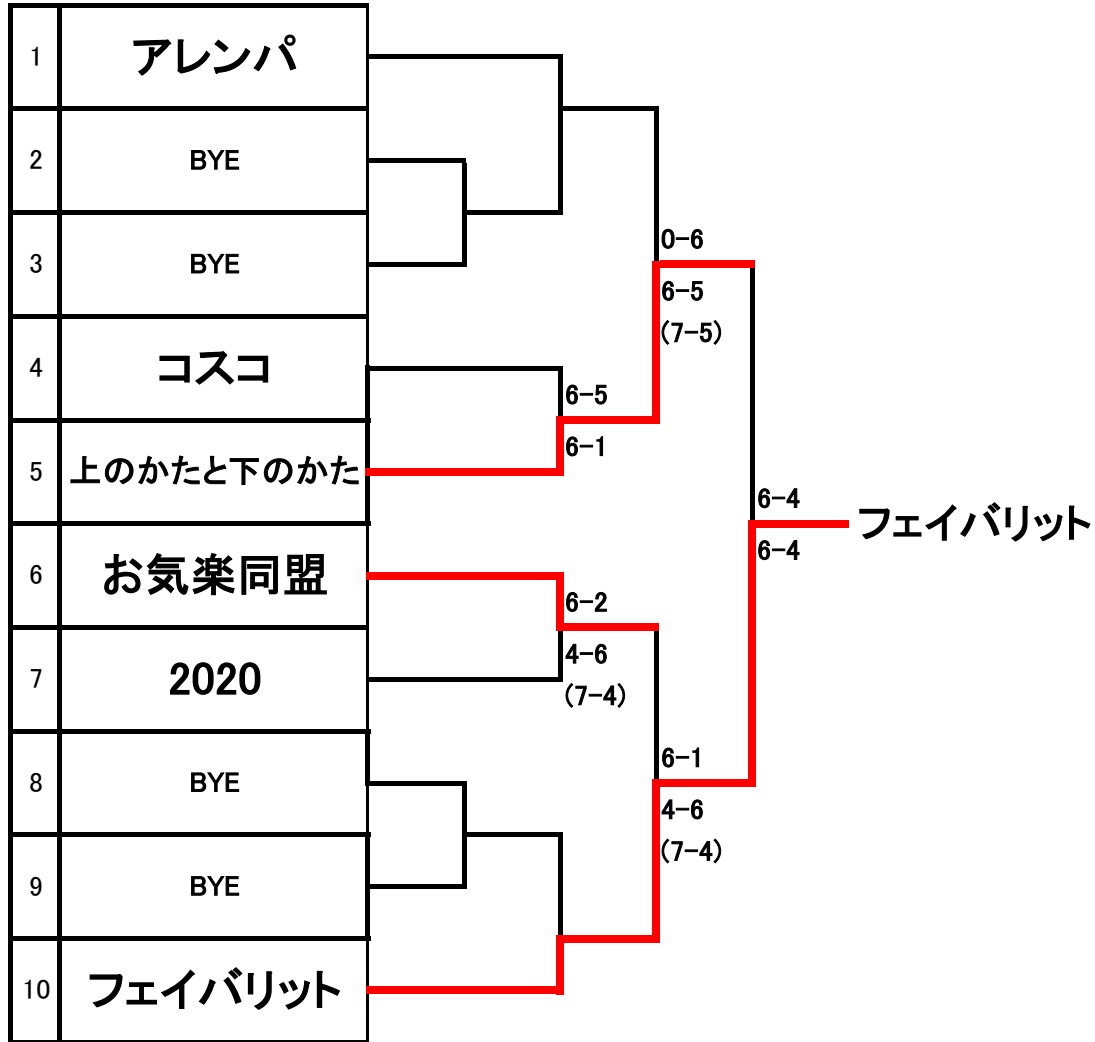 1 アレンパ
2 BYE
3 BYE
0-6
6-5
(7-5)
4 コスコ
6-5
5 上のかたと下のかた
6-1
6-4
フェイバリット
6-4
6 お気楽同盟
6-2
4-6
(7-4)
7 2020
8 BYE
6-1
4-6
(7-4)
9 BYE
10 フェイバリット